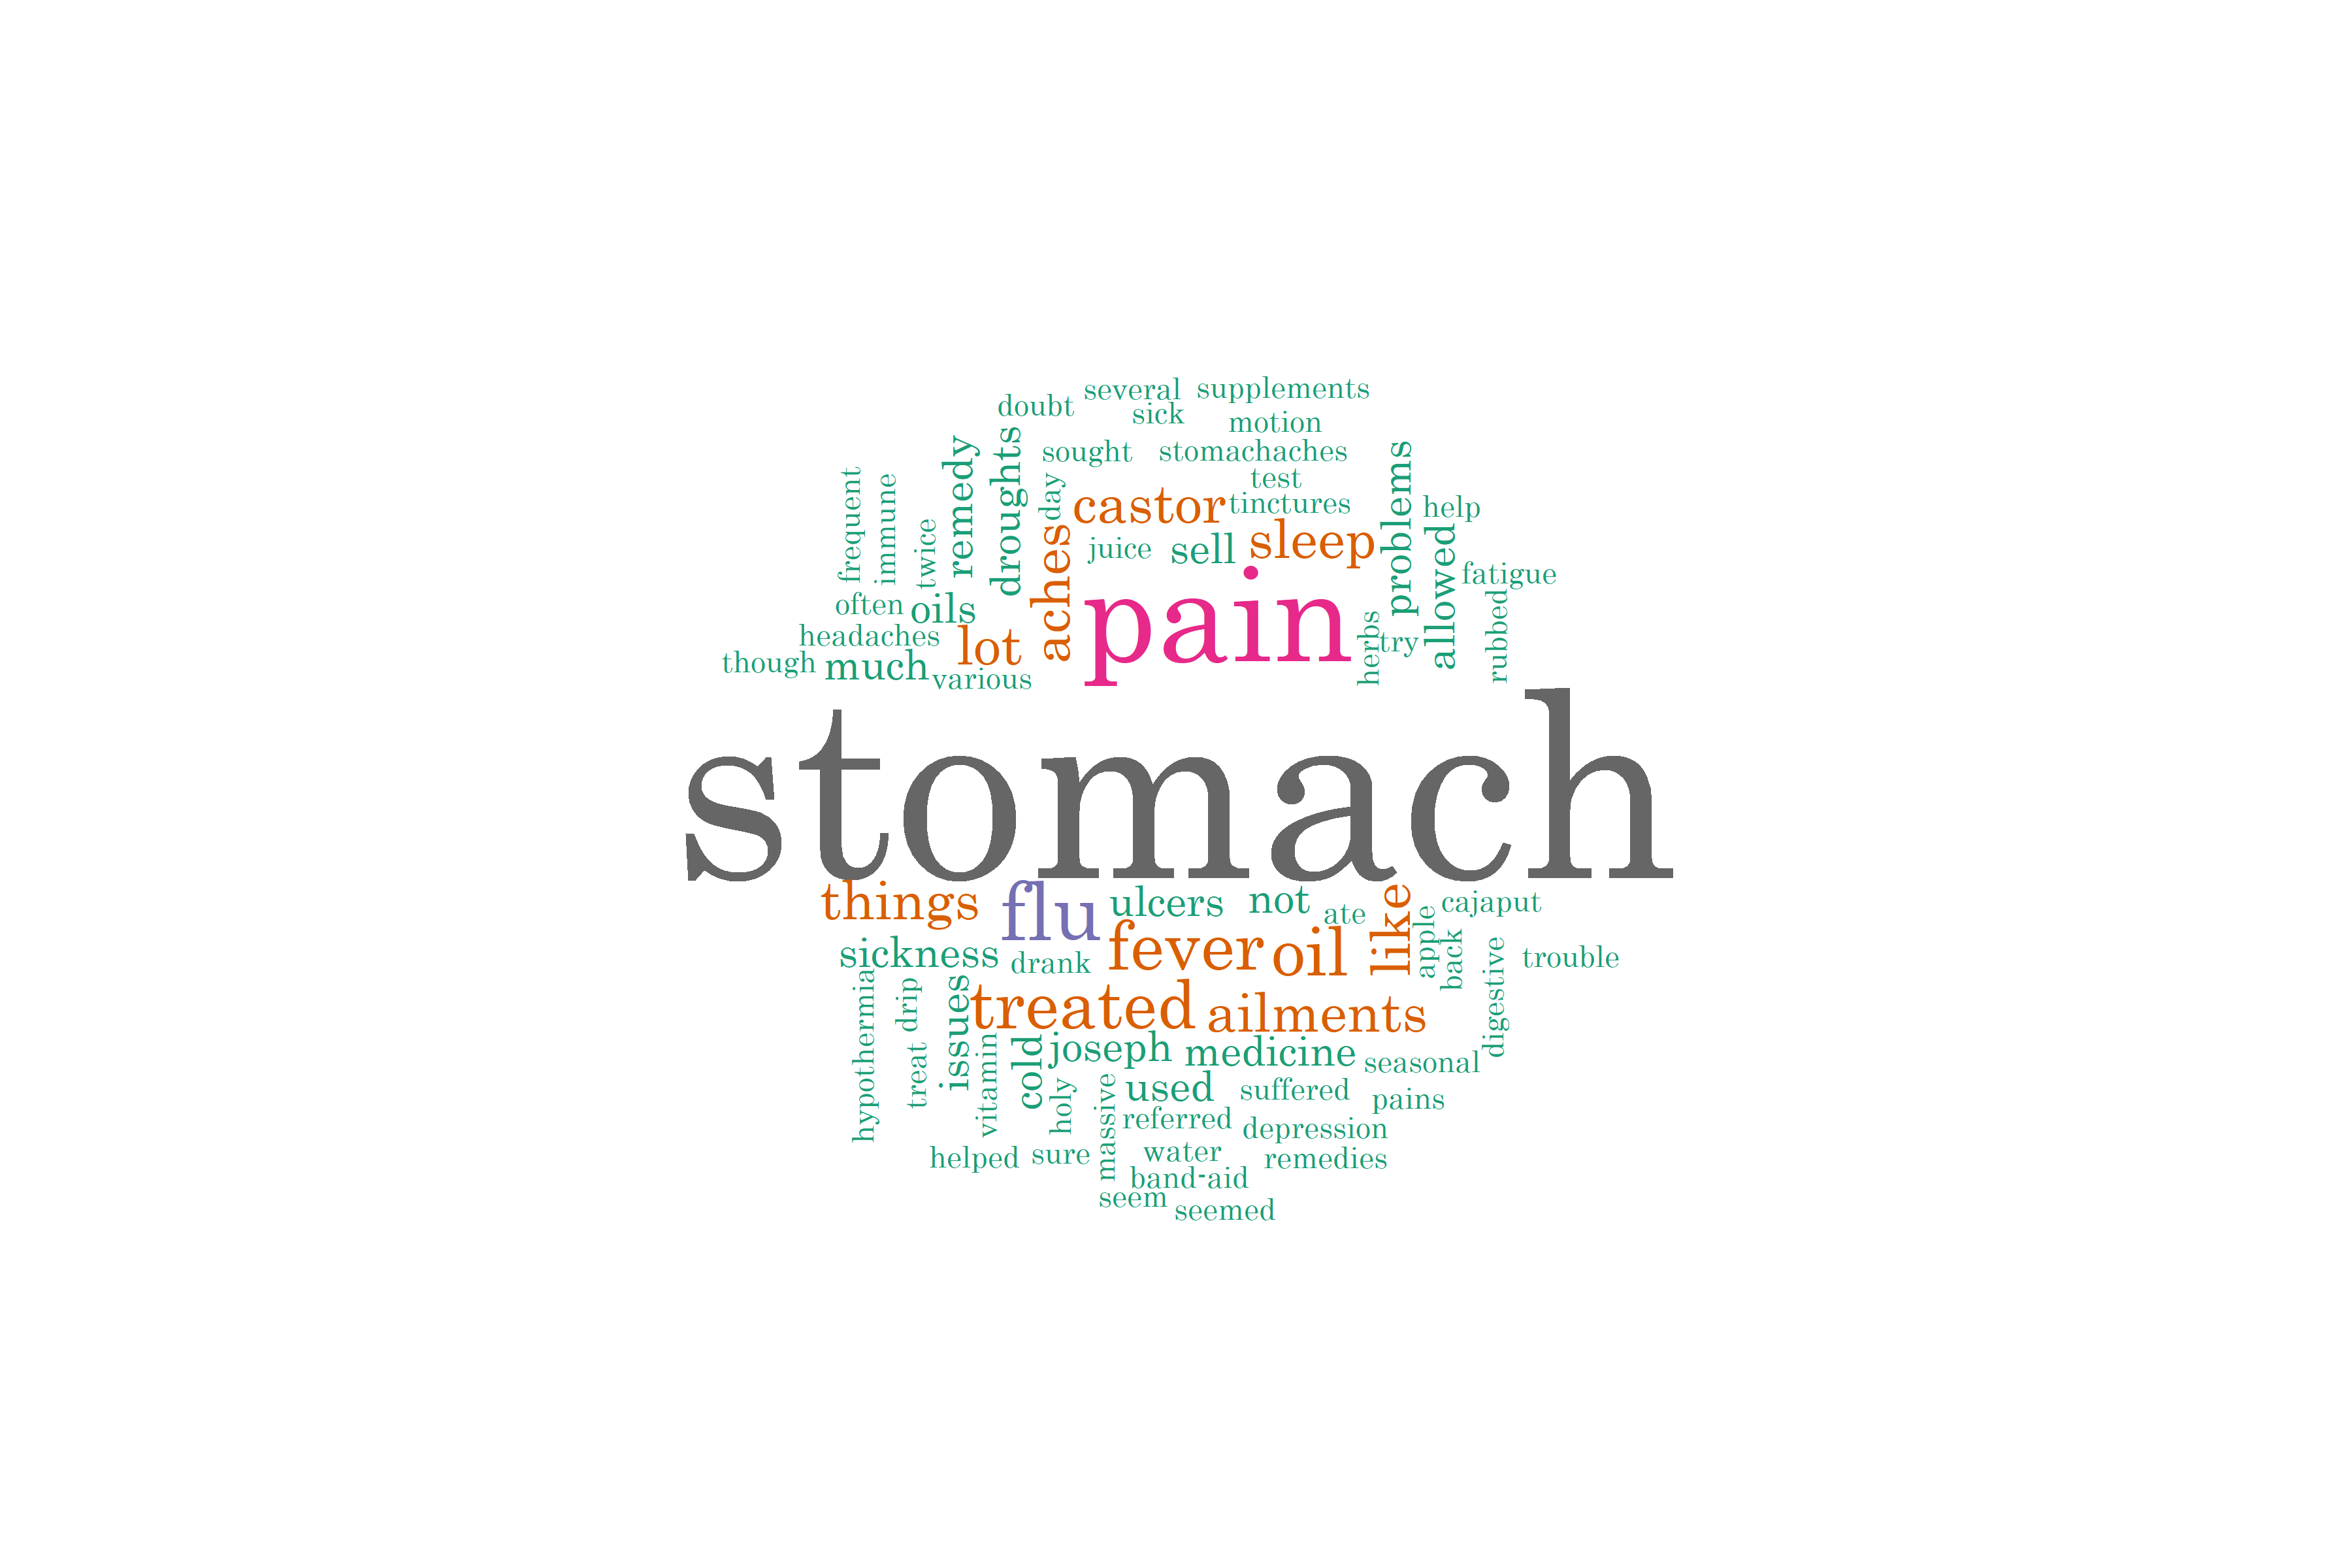 several
supplements
doubt
sick
motion
sought
stomachaches
remedy
droughts
problems
frequent
immune
day
test
castor
tinctures
help
twice
aches
juice
sell
sleep
allowed
fatigue
often
oils
pain
headaches
lot
herbs
try
rubbed
though
much
various
stomach
things
flu
ulcers
not
ate
like
apple
cajaput
sickness
drank
fever
oil
back
digestive
trouble
hypothermia
drip
issues
treated
ailments
treat
vitamin
cold
joseph
medicine
seasonal
holy
massive
used
suffered
pains
referred
depression
helped
sure
water
remedies
band-aid
seem
seemed